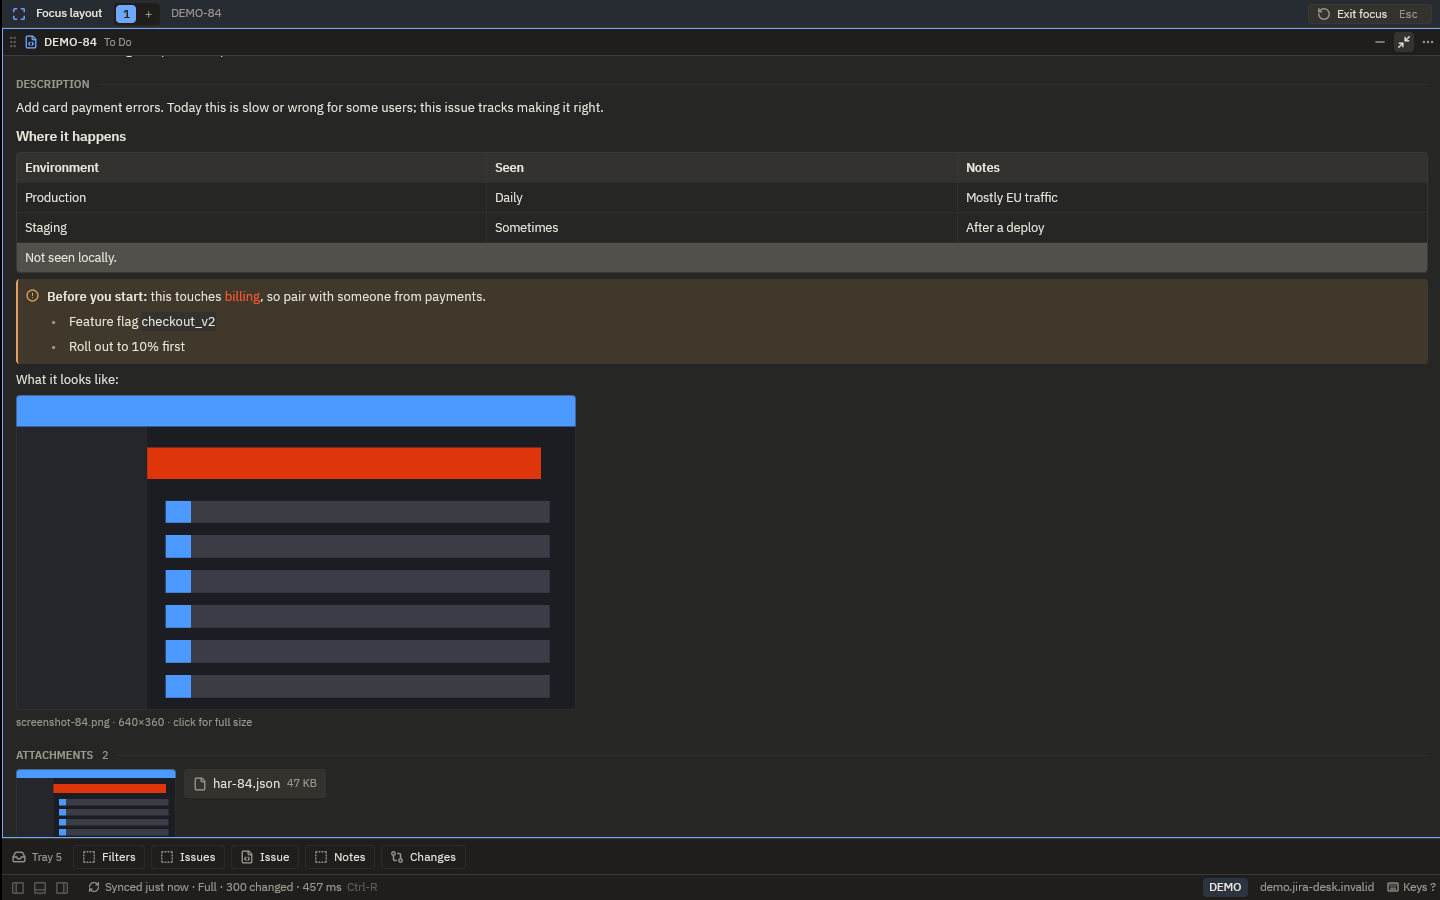 Focus layout 1 + DEMO-84 Exit focus Esc
DEMO-84 To Do
DESCRIPTION
Add card payment errors. Today this is slow or wrong for some users; this issue tracks making it right.
Where it happens
Environment Seen Notes
Production Daily Mostly EU traffic
Staging Sometimes After a deploy
Not seen locally.
Before you start: this touches billing, so pair with someone from payments.
• Feature flag checkout_v2
• Roll out to 10% first
What it looks like:
screenshot-84.png · 640×360 · click for full size
ATTACHMENTS 2
har-84.json 47 KB
Tray 5 Filters Issues Issue Notes Changes
Synced just now · Full · 300 changed · 457 ms Ctrl-R DEMO demo.jira-desk.invalid Keys ?